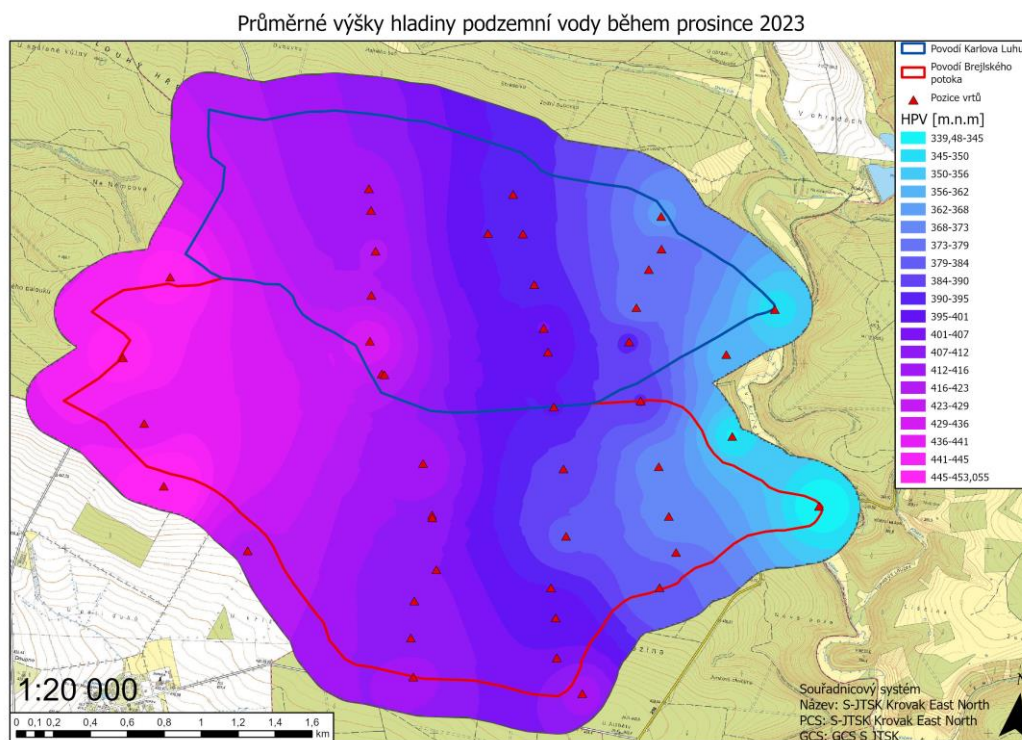 Průměrné výšky hladiny podzemní vody během prosince 2023
Povodí Karlova Luhu
Povodí Brejlského
potoka
Pozice vrtů
HPV [m.n.m]
339,48-345
345-350
350-356
356-362
362-368
368-373
373-379
379-384
384-390
390-395
395-401
401-407
407-412
412-416
416-423
423-429
429-436
436-441
441-445
445-453,055
Na Němcově
V ohradách
1:20 000
0 0,1 0,2 0,4 0,6 0,8 1 1,2 1,4 1,6
km
Souřadnicový systém
Název: S-JTSK Krovak East North
PCS: S-JTSK Krovak East North
GCS: GCS S JTSK